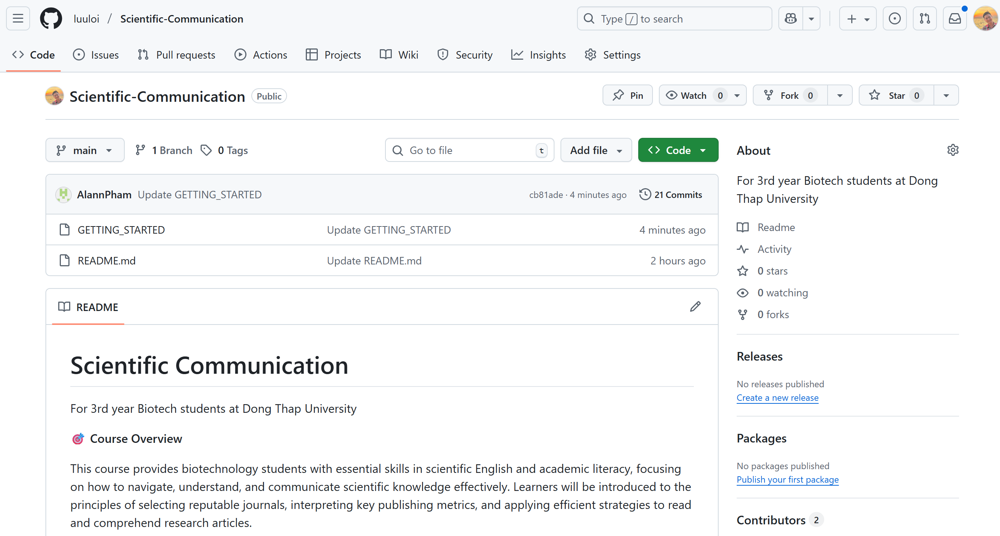 luuloi / Scientific-Communication
Type / to search
Code Issues Pull requests Actions Projects Wiki Security Insights Settings
Scientific-Communication Public
Pin Watch 0 Fork 0 Star 0
main 1 Branch 0 Tags
Go to file t Add file Code
AlannPham Update GETTING_STARTED cb81ade · 4 minutes ago 21 Commits
GETTING_STARTED Update GETTING_STARTED 4 minutes ago
README.md Update README.md 2 hours ago
README
Scientific Communication
For 3rd year Biotech students at Dong Thap University
🎯 Course Overview
This course provides biotechnology students with essential skills in scientific English and academic literacy, focusing
on how to navigate, understand, and communicate scientific knowledge effectively. Learners will be introduced to the
principles of selecting reputable journals, interpreting key publishing metrics, and applying efficient strategies to read
and comprehend research articles.
About
For 3rd year Biotech students at Dong
Thap University
Readme
Activity
0 stars
0 watching
0 forks
Releases
No releases published
Create a new release
Packages
No packages published
Publish your first package
Contributors 2